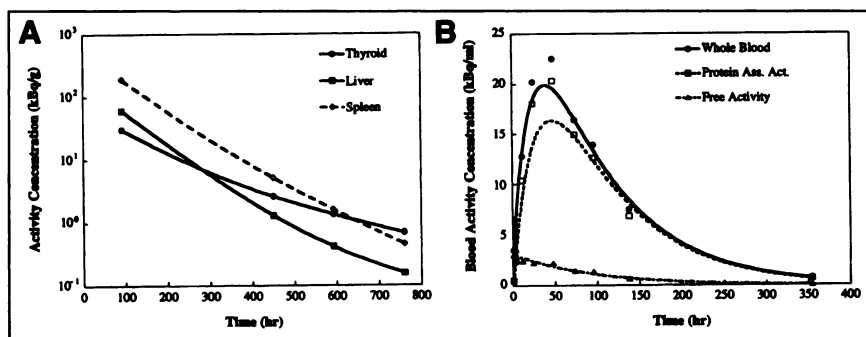 A
Activity Concentration (kBq/g)
10³
10²
10¹
10⁰
10⁻¹
0 100 200 300 400 500 600 700 800
Time (hr)
Thyroid
Liver
Spleen
B
Blood Activity Concentration (kBq/ml)
25
20
15
10
5
0
0 50 100 150 200 250 300 350 400
Time (hr)
Whole Blood
Protein Ass. Act.
Free Activity